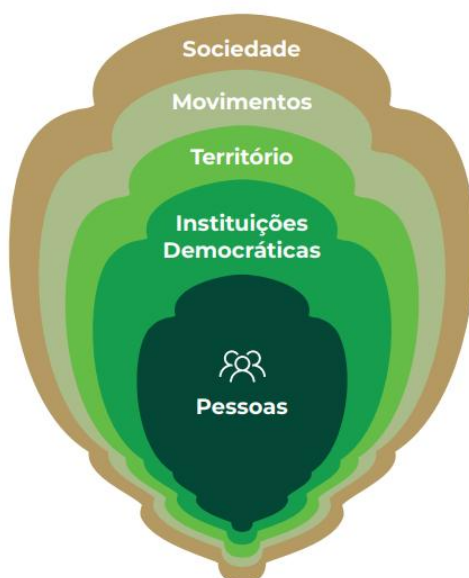 Sociedade
Movimentos
Território
Instituições
Democráticas
Pessoas